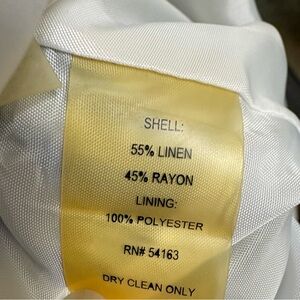 SHELL:
55% LINEN
45% RAYON
LINING:
100% POLYESTER
RN# 54163
DRY CLEAN ONLY